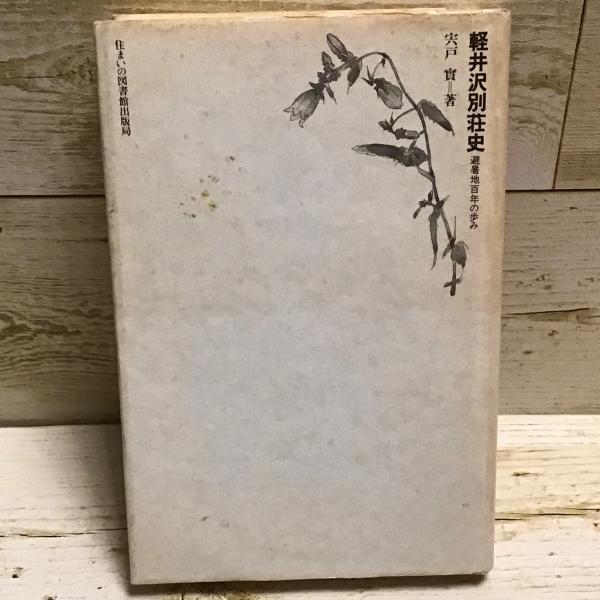 軽井沢別荘史
避暑地百年の歩み
宍戸 實＝著
住まいの図書館出版局